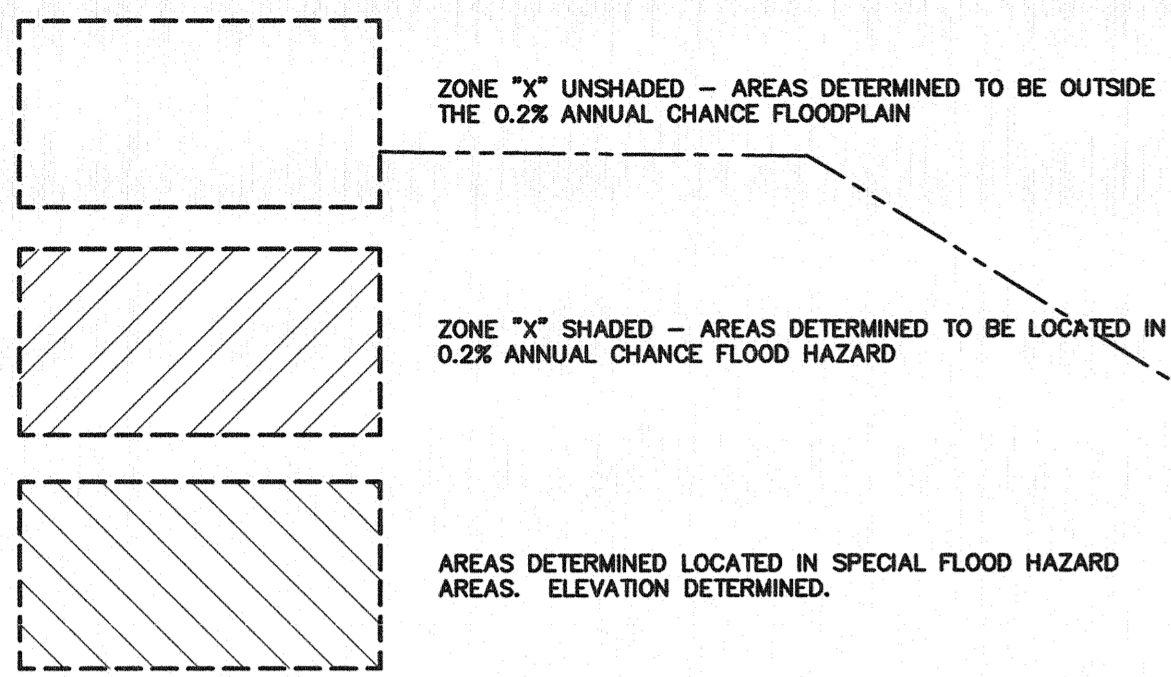 ZONE "X" UNSHADED – AREAS DETERMINED TO BE OUTSIDE
THE 0.2% ANNUAL CHANCE FLOODPLAIN
ZONE "X" SHADED – AREAS DETERMINED TO BE LOCATED IN
0.2% ANNUAL CHANCE FLOOD HAZARD
AREAS DETERMINED LOCATED IN SPECIAL FLOOD HAZARD
AREAS. ELEVATION DETERMINED.